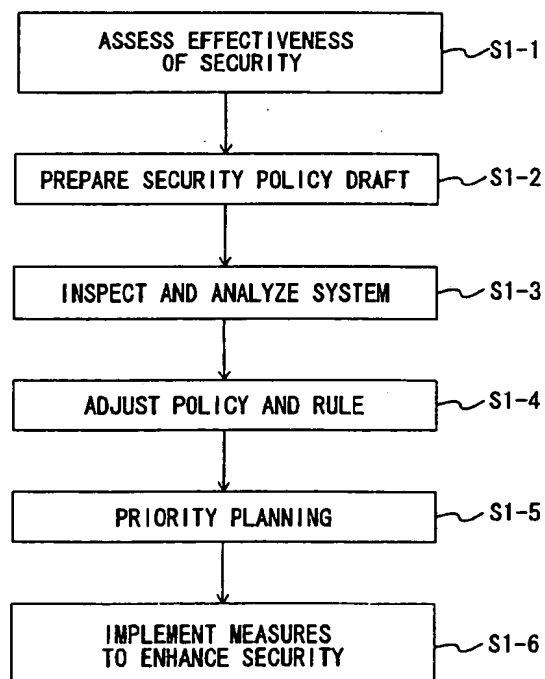 ASSESS EFFECTIVENESS
OF SECURITY
S1-1
PREPARE SECURITY POLICY DRAFT
S1-2
INSPECT AND ANALYZE SYSTEM
S1-3
ADJUST POLICY AND RULE
S1-4
PRIORITY PLANNING
S1-5
IMPLEMENT MEASURES
TO ENHANCE SECURITY
S1-6